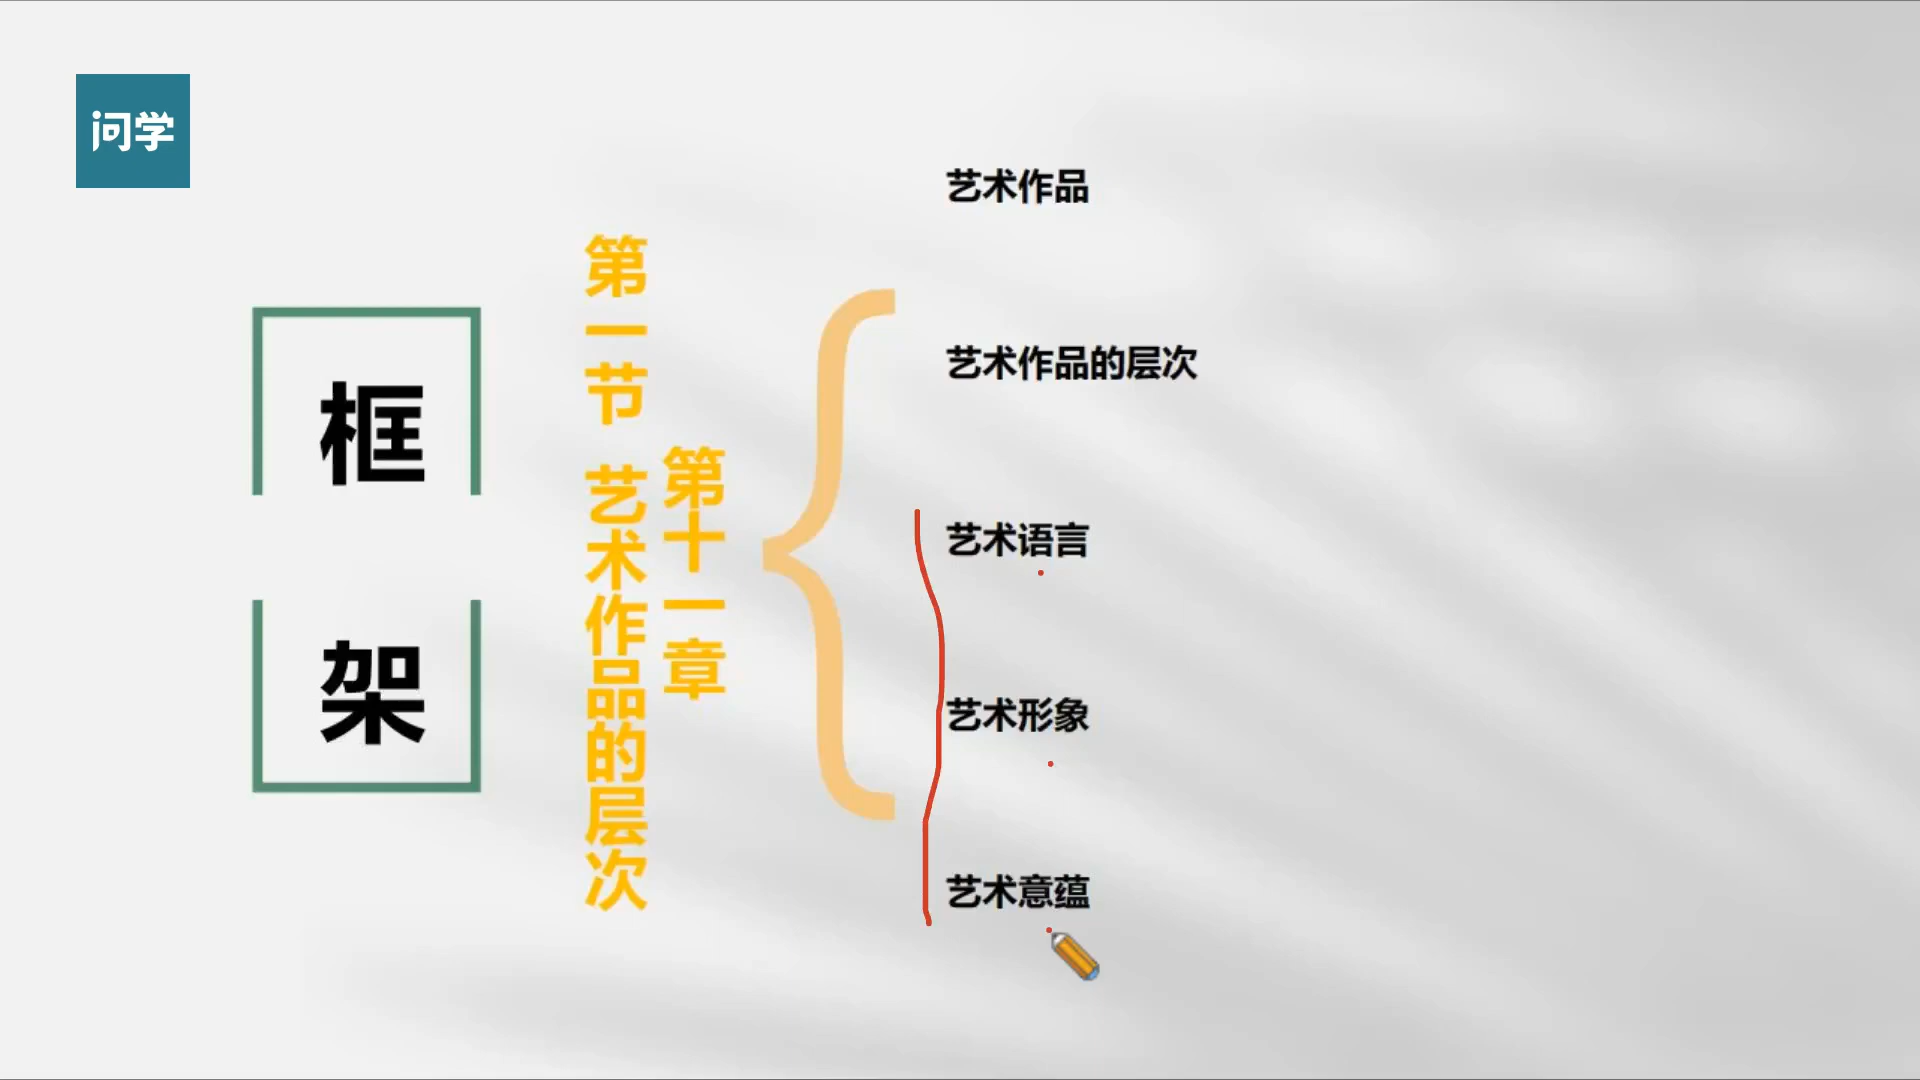 问学
框架
第十一章
第一节 艺术作品的层次
艺术作品
艺术作品的层次
艺术语言
艺术形象
艺术意蕴